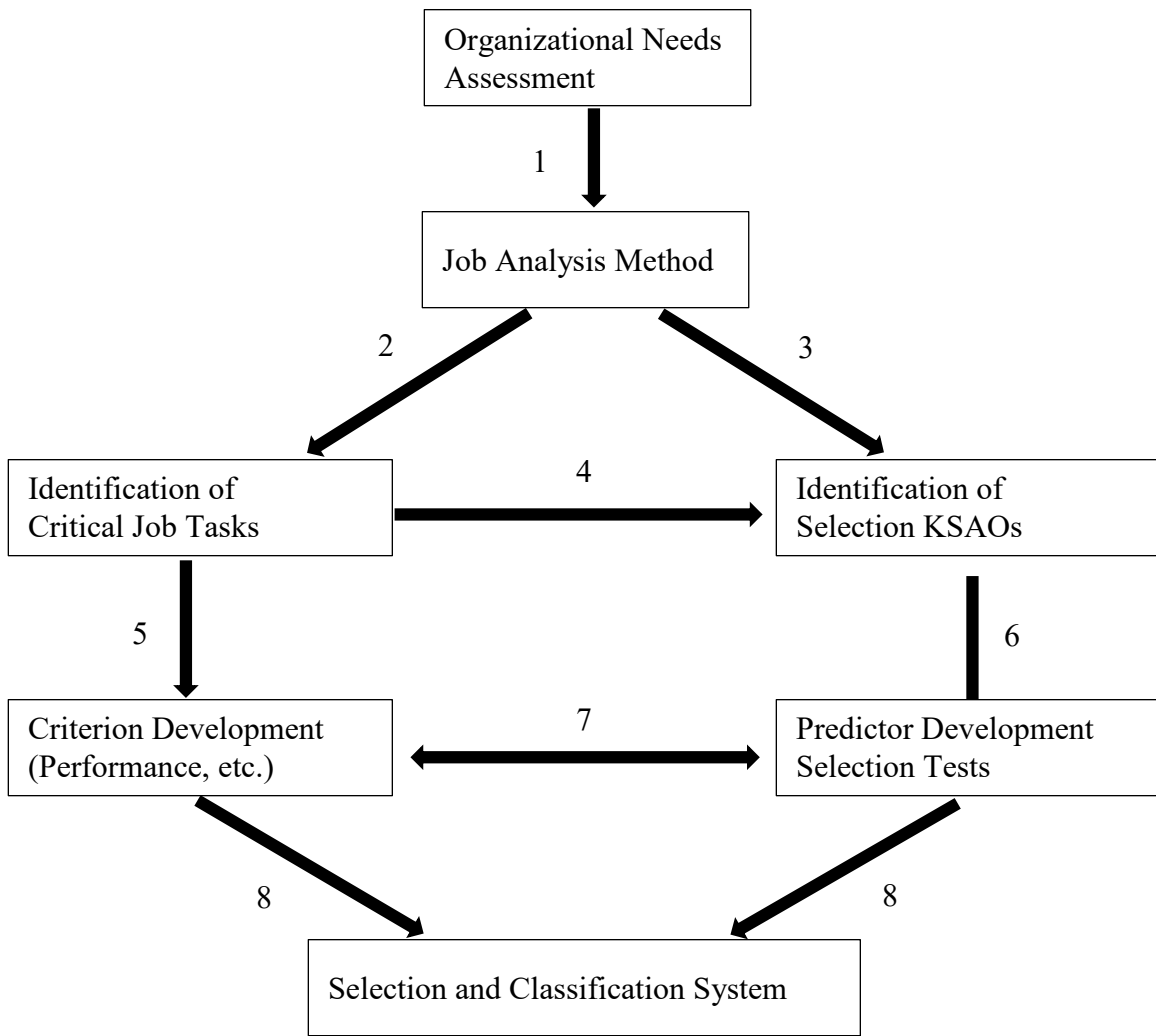 Organizational Needs
Assessment
1
Job Analysis Method
2
3
Identification of
Critical Job Tasks
4
Identification of
Selection KSAOs
5
6
Criterion Development
(Performance, etc.)
7
Predictor Development
Selection Tests
8
8
Selection and Classification System